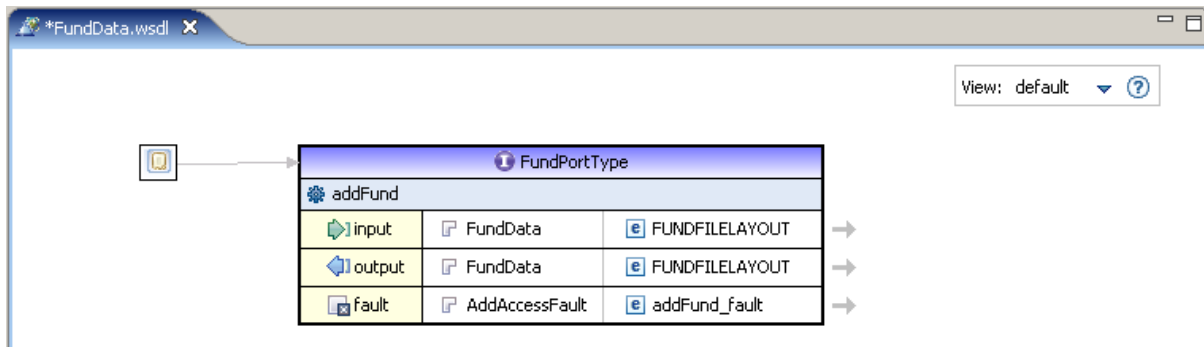 *FundData.wsdl
View: default
FundPortType
addFund
input FundData e FUNDFILELAYOUT
output FundData e FUNDFILELAYOUT
fault AddAccessFault e addFund_fault